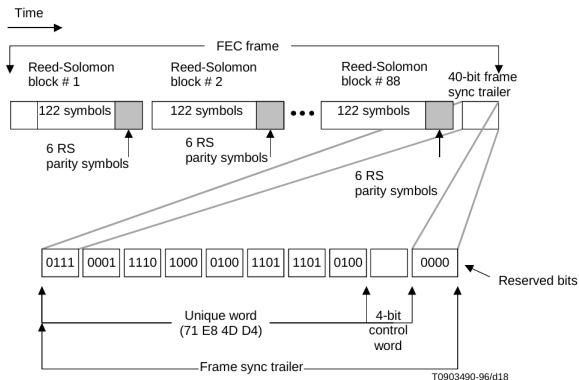 Time
FEC frame
Reed-Solomon
block # 1
Reed-Solomon
block # 2
Reed-Solomon
block # 88
40-bit frame
sync trailer
122 symbols
122 symbols
122 symbols
6 RS
parity symbols
6 RS
parity symbols
6 RS
parity symbols
0111 0001 1110 1000 0100 1101 1101 0100 0000
Reserved bits
Unique word
(71 E8 4D D4)
4-bit
control
word
Frame sync trailer
T0903490-96/d18